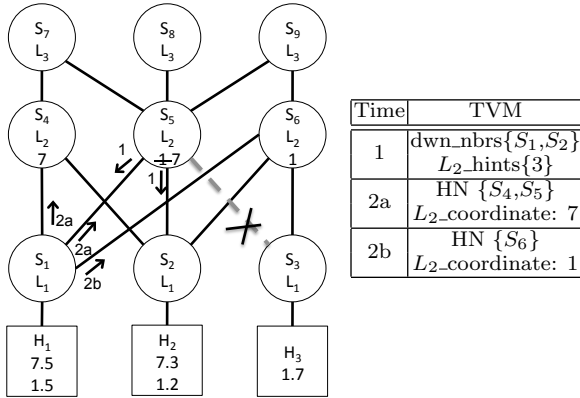 S7 S8 S9
L3 L3 L3
S4 S5 S6
L2 L2 L2
7 1 7 1
1
1
2a
2a
2b
S1 S2 S3
L1 L1 L1
H1 H2 H3
7.5 7.3 1.7
1.5 1.2
Time TVM
1 dwn_nbrs{S1,S2}
L2_hints{3}
2a HN {S4,S5}
L2_coordinate: 7
2b HN {S6}
L2_coordinate: 1